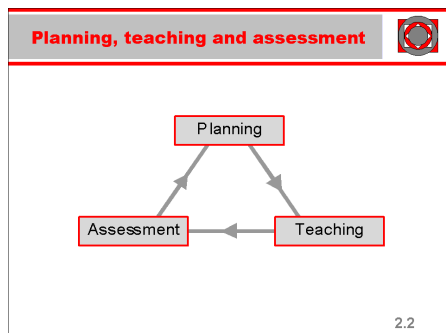 Planning, teaching and assessment
Planning
Assessment
Teaching
2.2